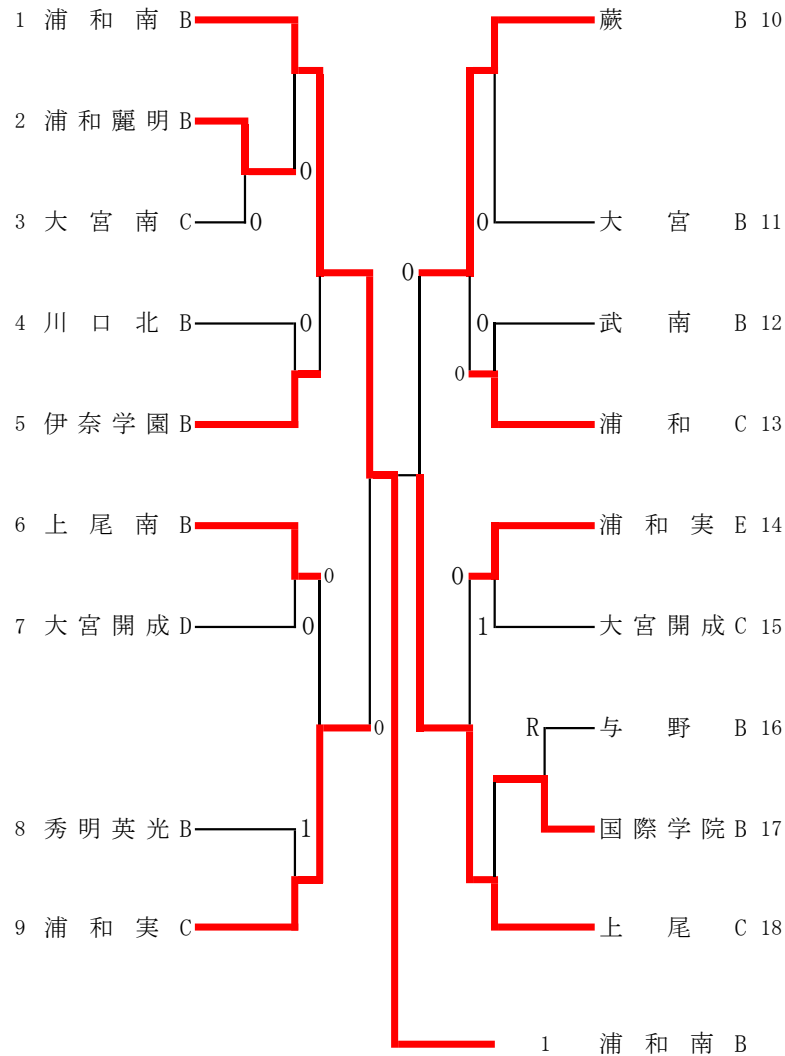 1 浦和南 B 蕨 B 10
2 浦和麗明 B
0
3 大宮南 C 0 0 大宮 B 11
0
4 川口北 B 0 0 武南 B 12
0
5 伊奈学園 B 浦和 C 13
6 上尾南 B 浦和実 E 14
0 0
7 大宮開成 D 0 1 大宮開成 C 15
0 R 与野 B 16
8 秀明英光 B 1 国際学院 B 17
9 浦和実 C 上尾 C 18
1 浦和南 B